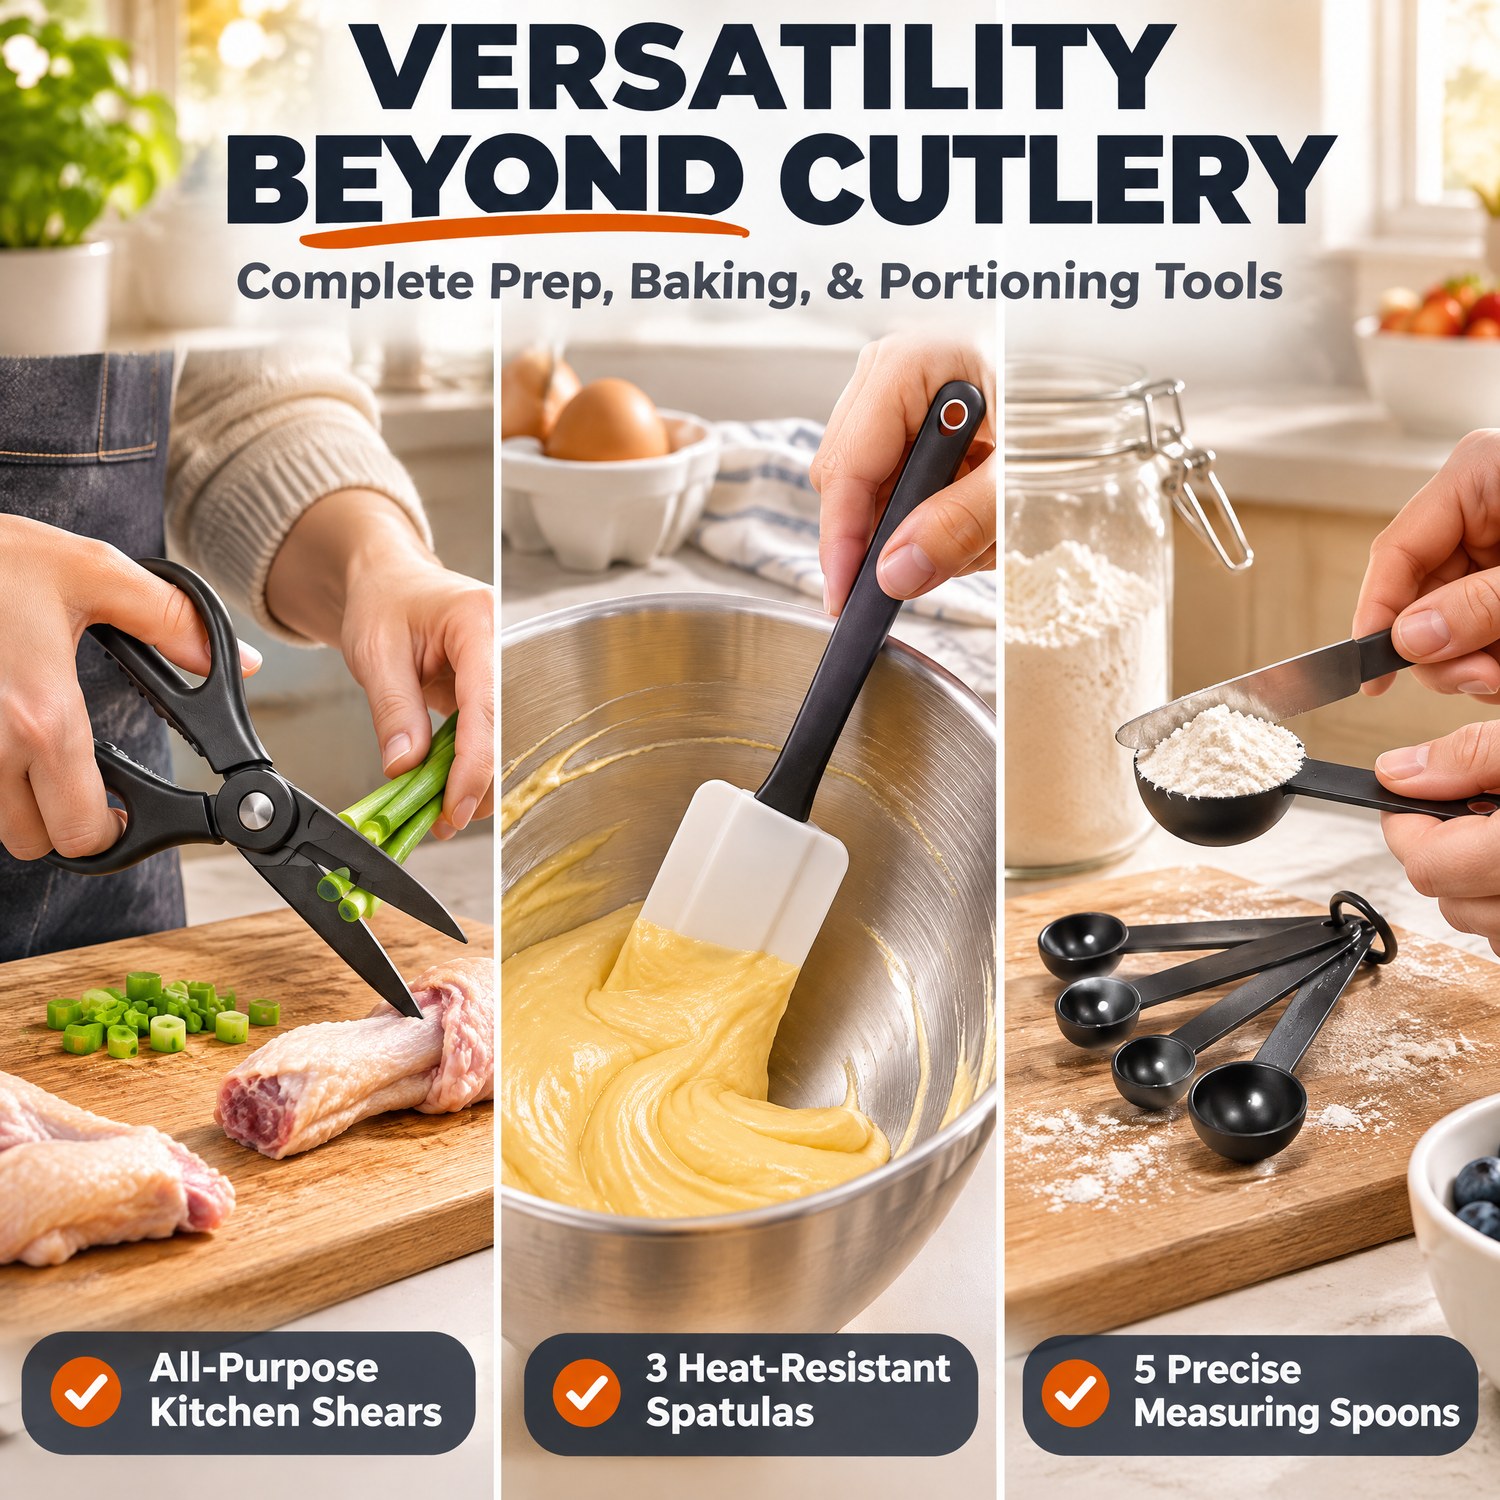 VERSATILITY
BEYOND CUTLERY
Complete Prep, Baking, & Portioning Tools
All-Purpose
Kitchen Shears
3 Heat-Resistant
Spatulas
5 Precise
Measuring Spoons